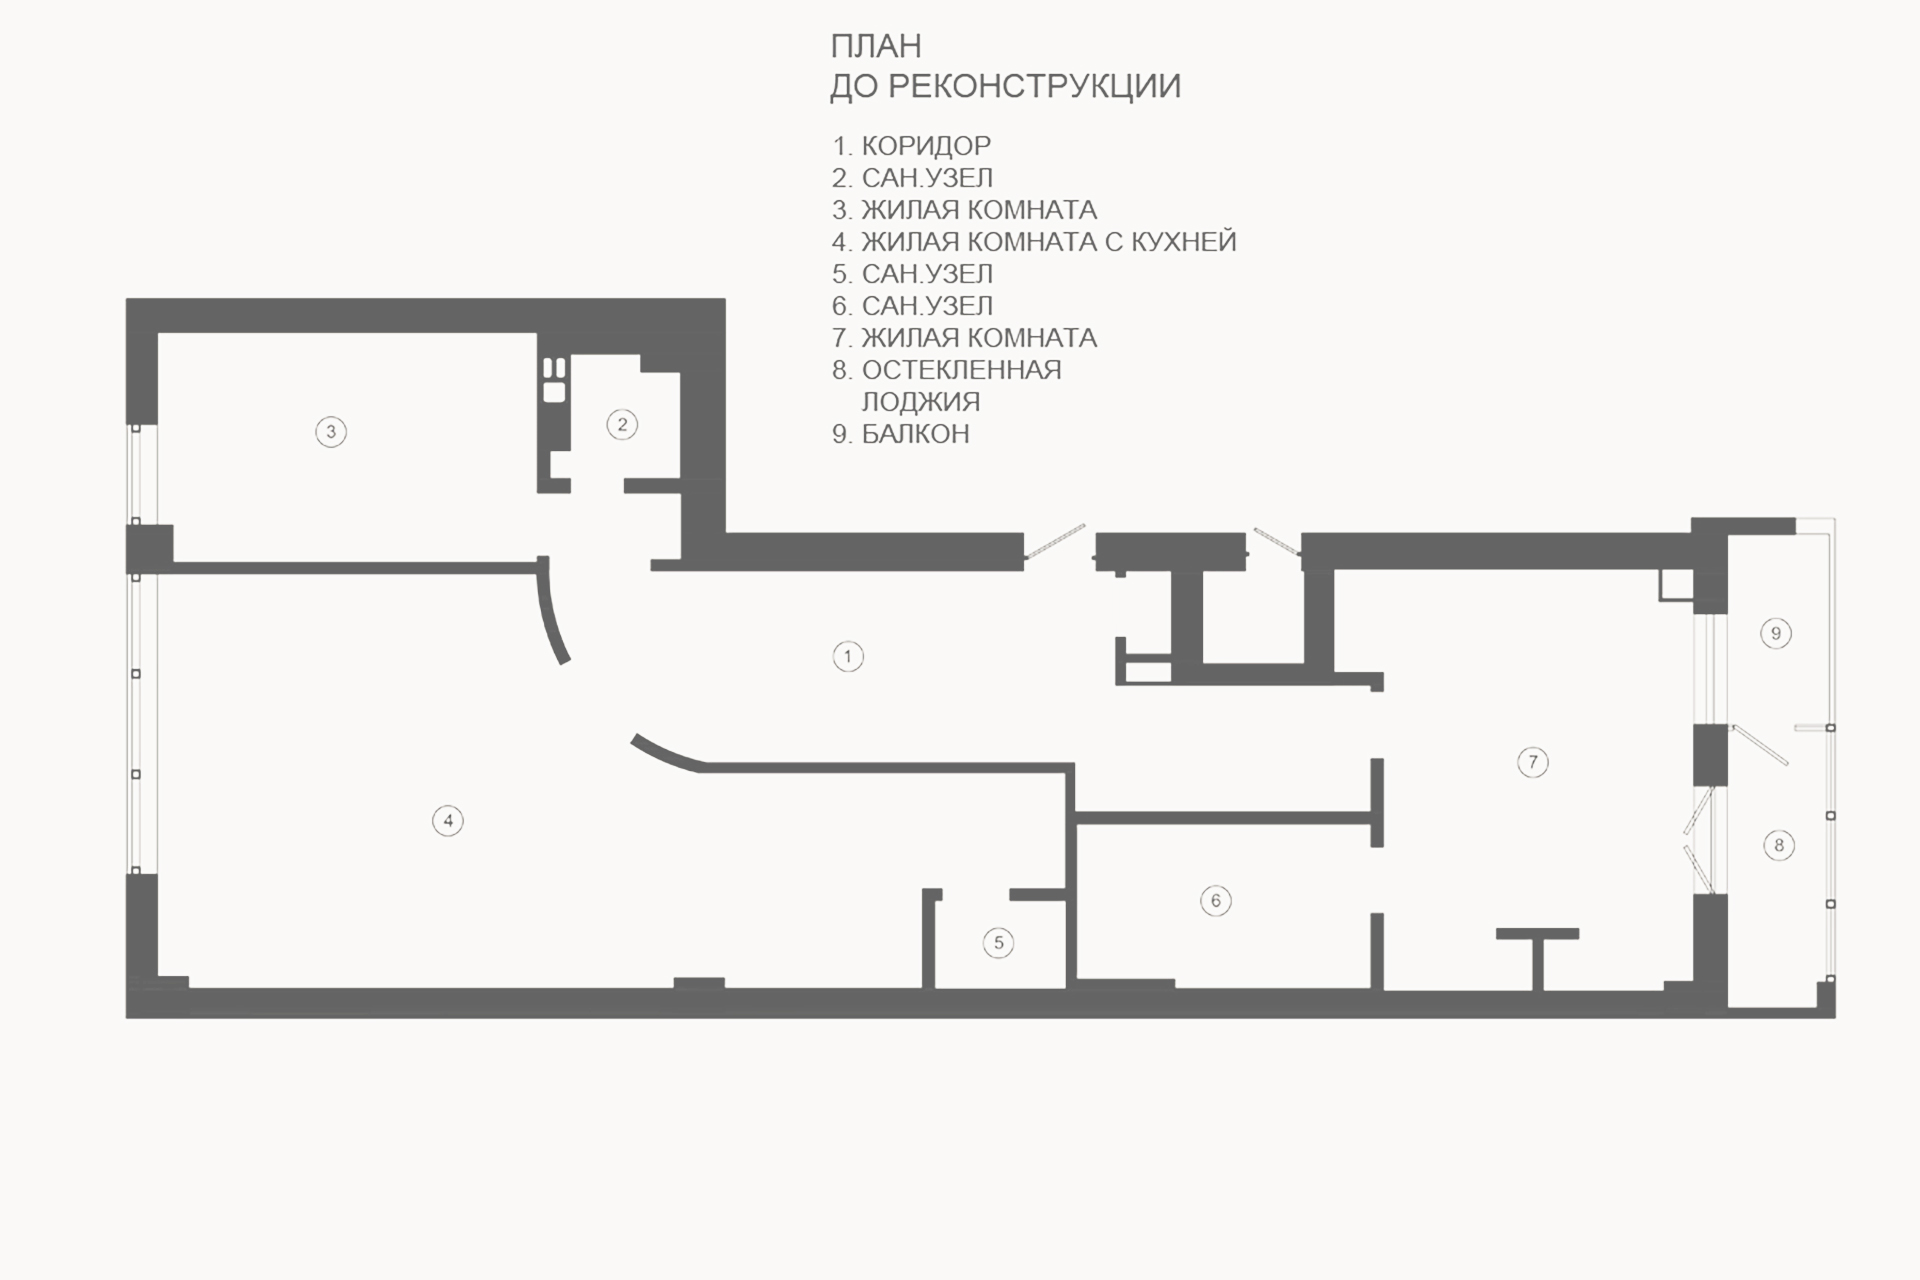 ПЛАН
ДО РЕКОНСТРУКЦИИ
1. КОРИДОР
2. САН.УЗЕЛ
3. ЖИЛАЯ КОМНАТА
4. ЖИЛАЯ КОМНАТА С КУХНЕЙ
5. САН.УЗЕЛ
6. САН.УЗЕЛ
7. ЖИЛАЯ КОМНАТА
8. ОСТЕКЛЕННАЯ
ЛОДЖИЯ
9. БАЛКОН
3
2
1
9
7
4
8
6
5